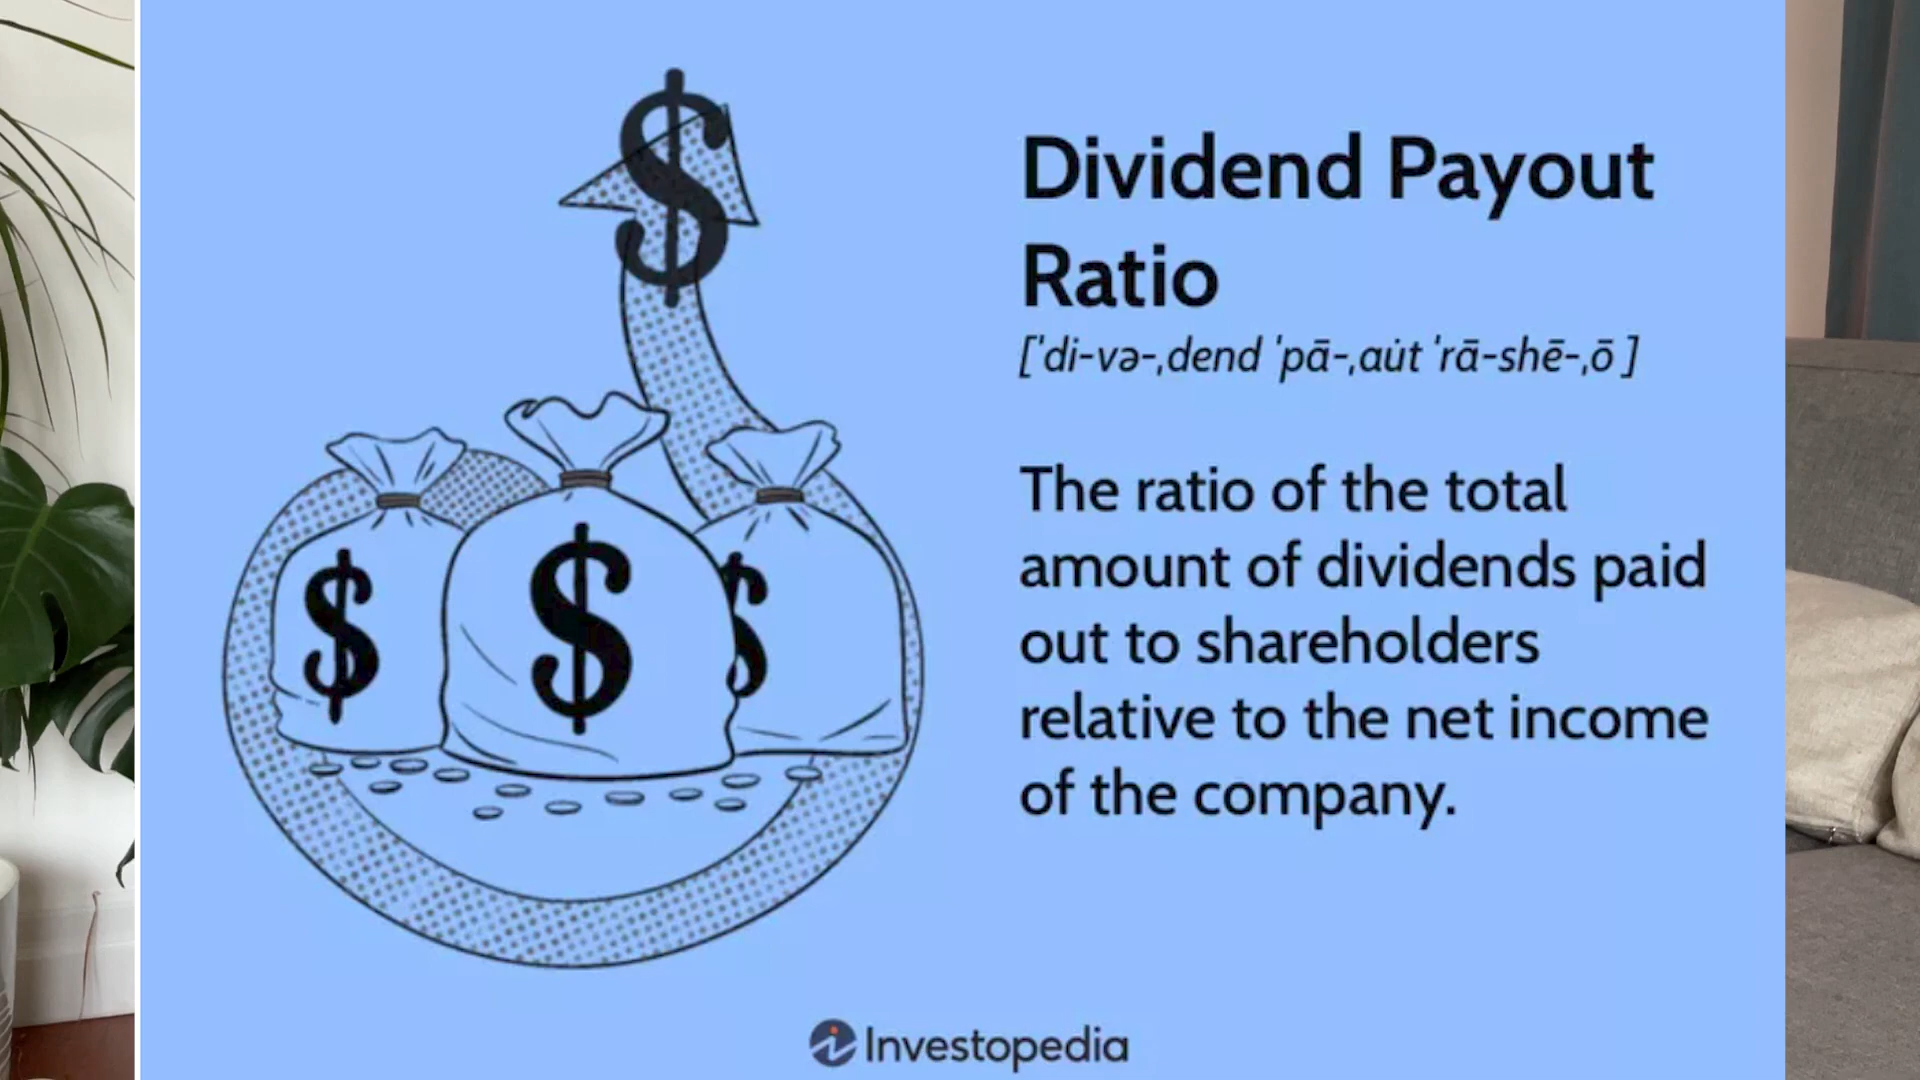 $
$
$
$
Dividend Payout
Ratio
[ˈdi-və-ˌdend ˈpā-ˌau̇t ˈrā-shē-ˌō ]
The ratio of the total
amount of dividends paid
out to shareholders
relative to the net income
of the company.
Investopedia